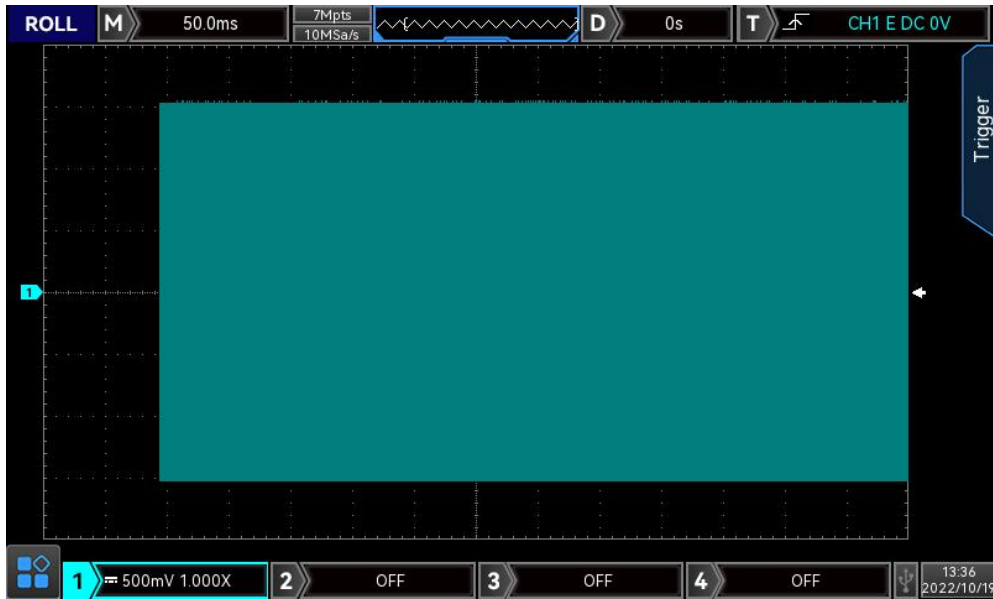 ROLL
M
50.0ms
7Mpts
10MSa/s
D
0s
T
CH1 E DC 0V
Trigger
1
1
500mV 1.000X
2
OFF
3
OFF
4
OFF
13:36
2022/10/19